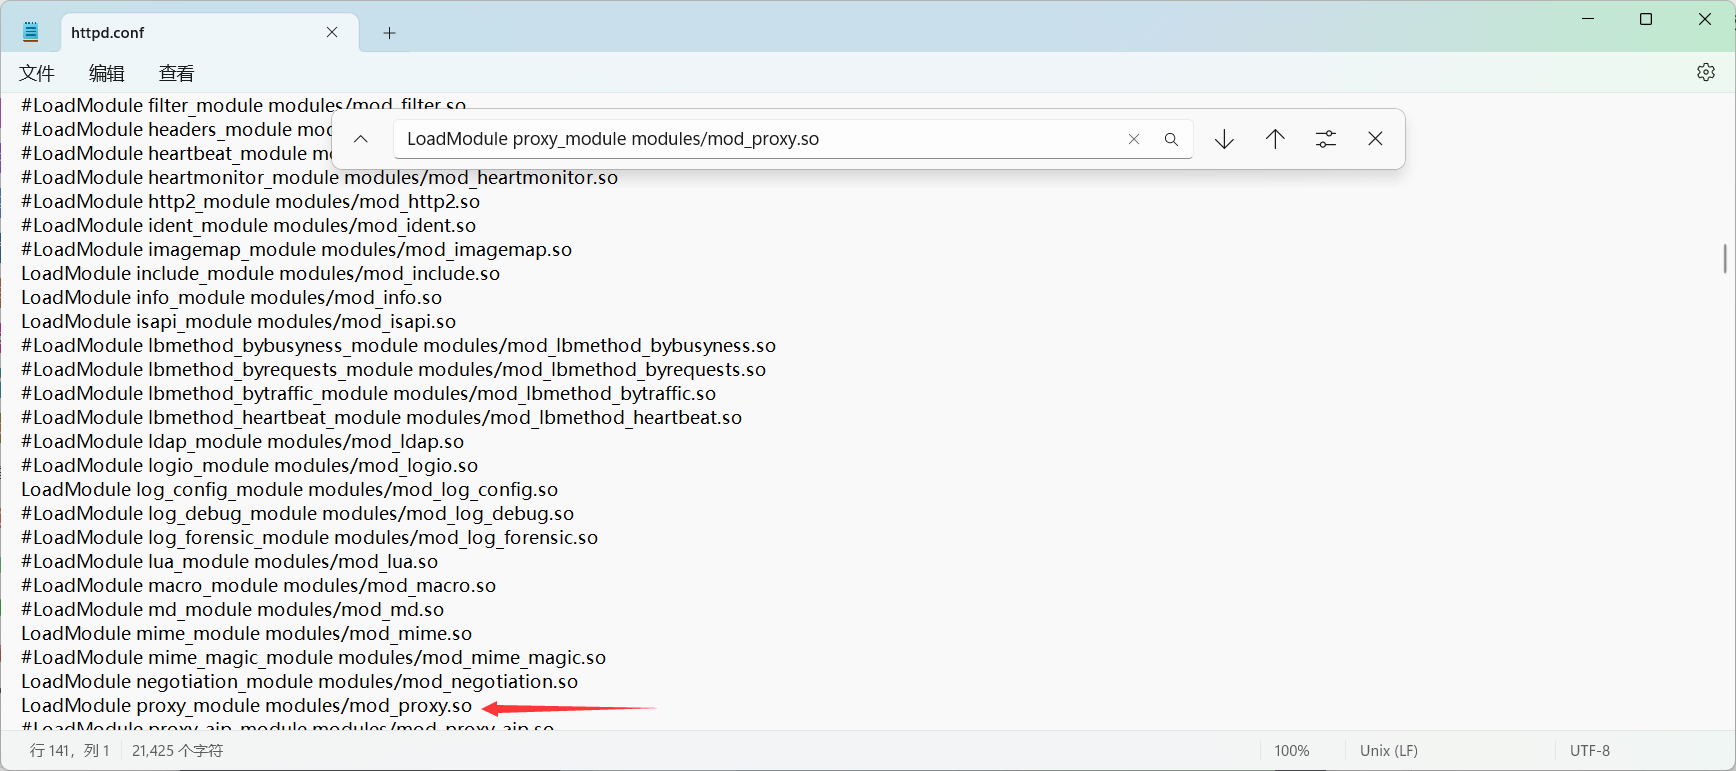 httpd.conf
文件 编辑 查看
#LoadModule filter_module modules/mod_filter.so
#LoadModule headers_module
LoadModule proxy_module modules/mod_proxy.so
#LoadModule heartbeat_module
#LoadModule heartmonitor_module modules/mod_heartmonitor.so
#LoadModule http2_module modules/mod_http2.so
#LoadModule ident_module modules/mod_ident.so
#LoadModule imagemap_module modules/mod_imagemap.so
LoadModule include_module modules/mod_include.so
LoadModule info_module modules/mod_info.so
LoadModule isapi_module modules/mod_isapi.so
#LoadModule lbmethod_bybusyness_module modules/mod_lbmethod_bybusyness.so
#LoadModule lbmethod_byrequests_module modules/mod_lbmethod_byrequests.so
#LoadModule lbmethod_bytraffic_module modules/mod_lbmethod_bytraffic.so
#LoadModule lbmethod_heartbeat_module modules/mod_lbmethod_heartbeat.so
#LoadModule ldap_module modules/mod_ldap.so
#LoadModule logio_module modules/mod_logio.so
LoadModule log_config_module modules/mod_log_config.so
#LoadModule log_debug_module modules/mod_log_debug.so
#LoadModule log_forensic_module modules/mod_log_forensic.so
#LoadModule lua_module modules/mod_lua.so
#LoadModule macro_module modules/mod_macro.so
#LoadModule md_module modules/mod_md.so
LoadModule mime_module modules/mod_mime.so
#LoadModule mime_magic_module modules/mod_mime_magic.so
LoadModule negotiation_module modules/mod_negotiation.so
LoadModule proxy_module modules/mod_proxy.so
#LoadModule proxy_ajp_module modules/mod_proxy_ajp.so
行 141，列 1 21,425 个字符 100% Unix (LF) UTF-8